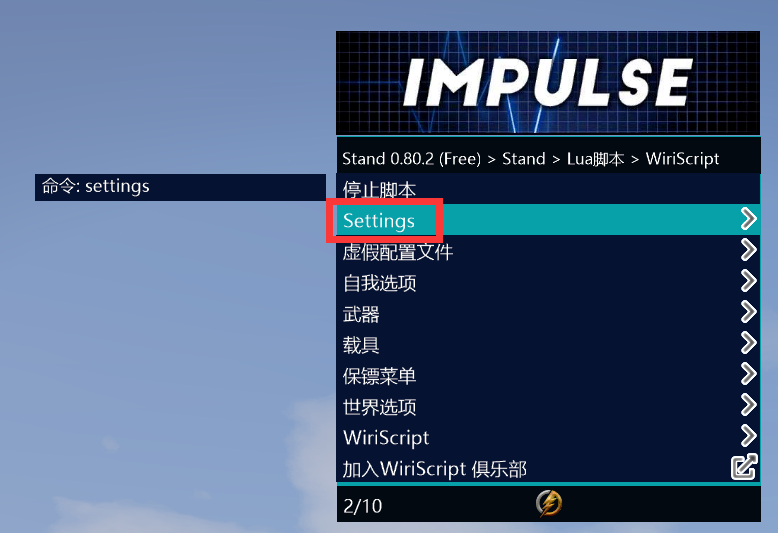 IMPULSE
Stand 0.80.2 (Free) > Stand > Lua脚本 > WiriScript
命令: settings
停止脚本
Settings
虚假配置文件
自我选项
武器
载具
保镖菜单
世界选项
WiriScript
加入WiriScript 俱乐部
2/10